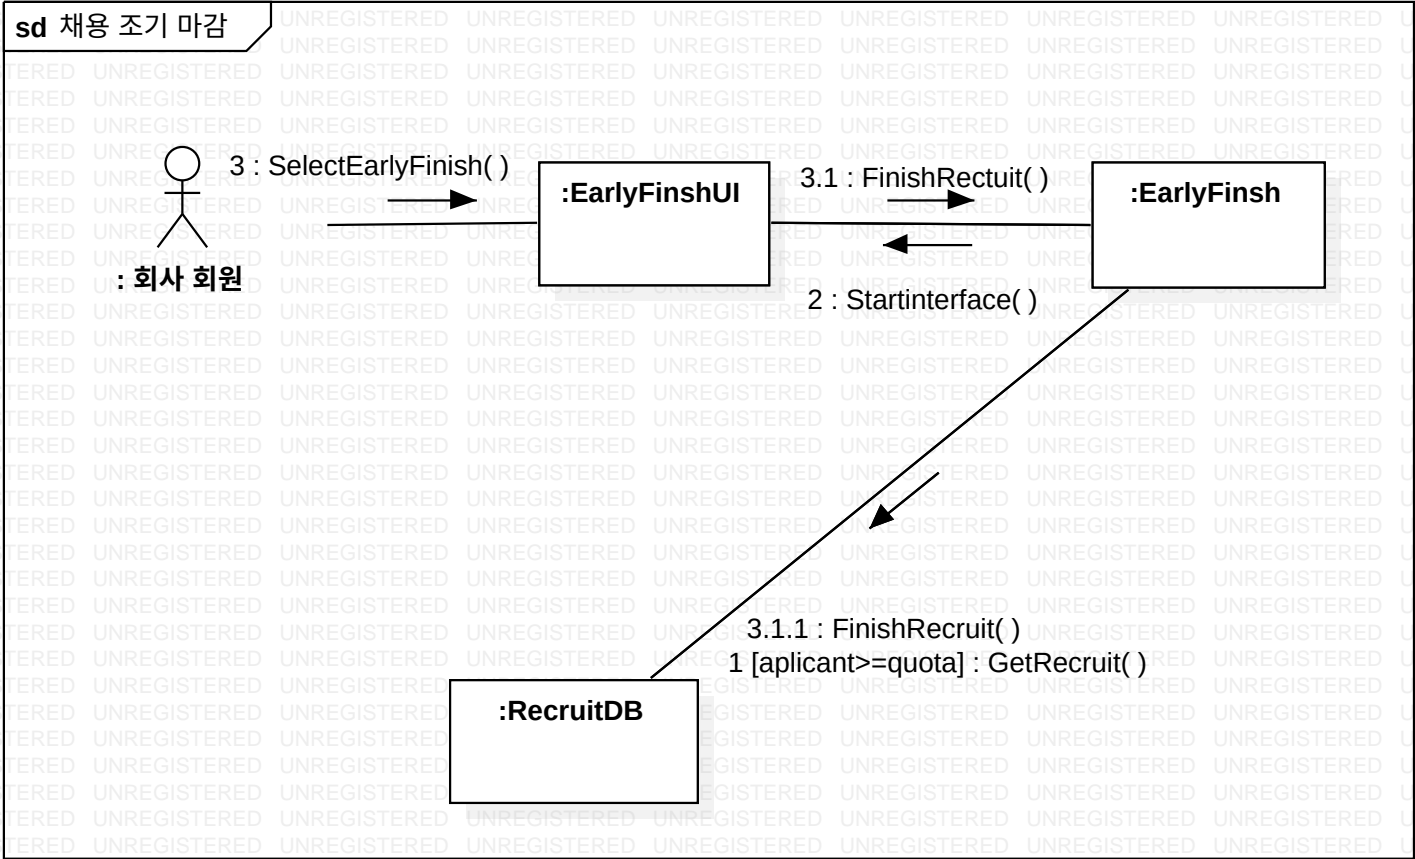 sd 채용 조기 마감
3 : SelectEarlyFinish( )
: 회사 회원
:EarlyFinshUI
3.1 : FinishRectuit( )
2 : Startinterface( )
:EarlyFinsh
3.1.1 : FinishRecruit( )
1 [aplicant>=quota] : GetRecruit( )
:RecruitDB
UNREGISTERED